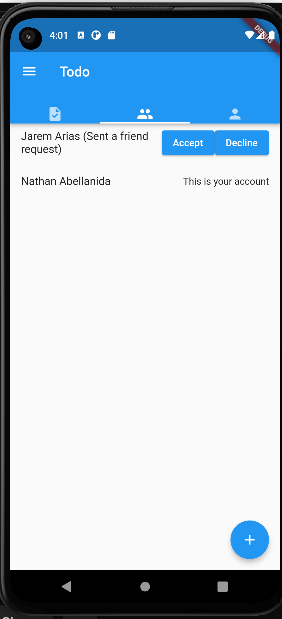 4:01
DEBUG
Todo
Jarem Arias (Sent a friend
request)
Accept
Decline
Nathan Abellanida
This is your account